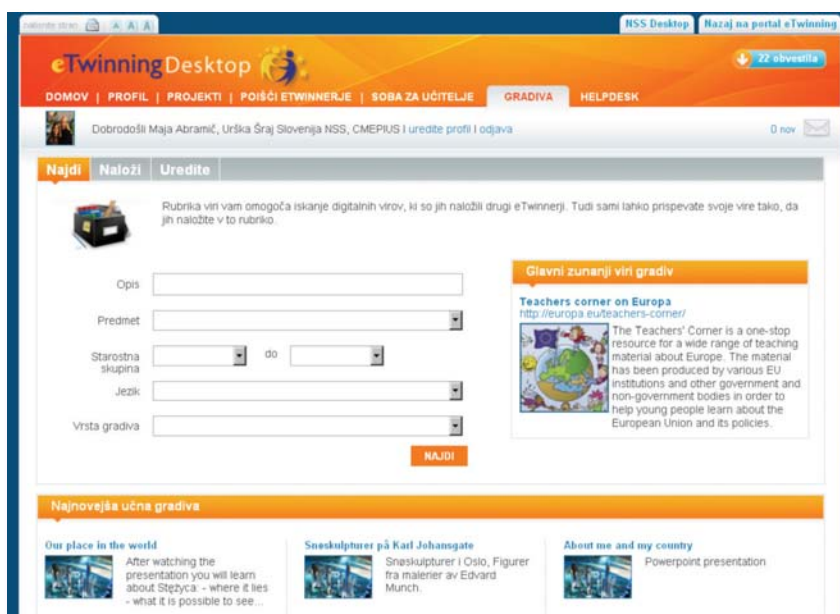 natisnite stran A A A
NSS Desktop Nazaj na portal eTwinning
eTwinning Desktop
22 obvestila
DOMOV | PROFIL | PROJEKTI | POIŠČI ETWINNERJE | SOBA ZA UČITELJE GRADIVA HELPDESK
Dobrodošli Maja Abramič, Urška Šraj Slovenija NSS, CMEPIUS I uredite profil I odjava
0 nov
Najdi Naloži Uredite
Rubrika viri vam omogoča iskanje digitalnih virov, ki so jih naložili drugi eTwinnerji. Tudi sami lahko prispevate svoje vire tako, da
jih naložite v to rubriko.
Opis
Predmet
Starostna
skupina
do
Jezik
Vrsta gradiva
NAJDI
Glavni zunanji viri gradiv
Teachers corner on Europa
http://europa.eu/teachers-corner/
The Teachers' Corner is a one-stop
resource for a wide range of teaching
material about Europe. The material
has been produced by various EU
institutions and other government and
non-government bodies in order to
help young people learn about the
European Union and its policies.
Najnovejša učna gradiva
Our place in the world
After watching the
presentation you will learn
about Stężyca: - where it lies
- what it is possible to see...
Snøskulpturer på Karl Johansgate
Snøskulpturer i Oslo, Figurer
fra malerier av Edvard
Munch.
About me and my country
Powerpoint presentation